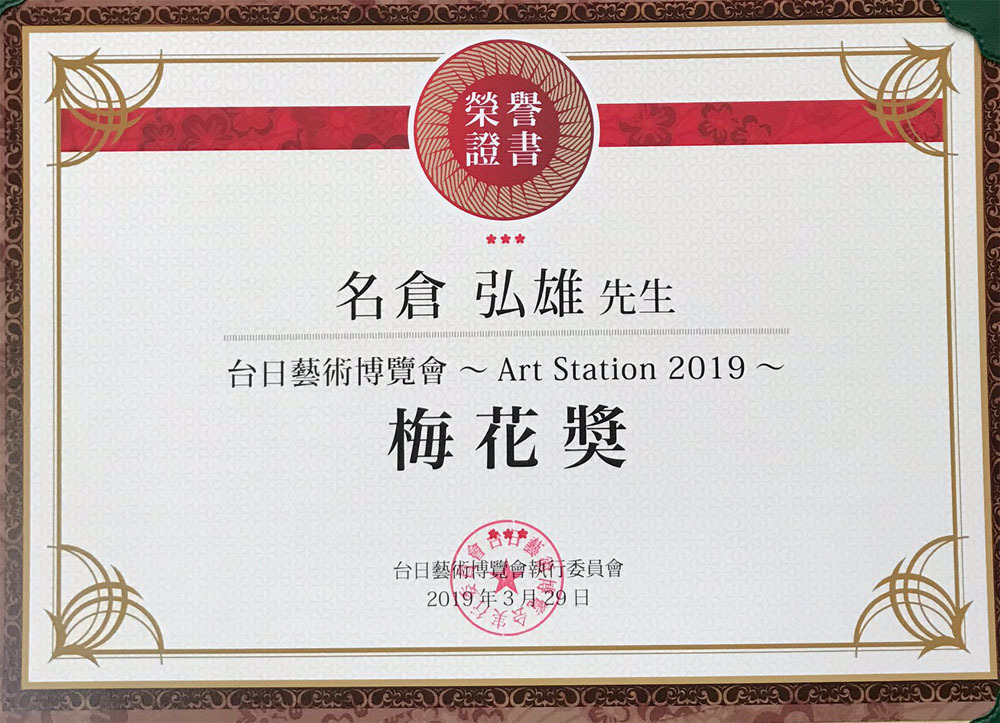 榮譽
證書
名倉 弘雄 先生
台日藝術博覽會 ～ Art Station 2019 ～
梅花獎
台日藝術博覽會執行委員會
2019年3月29日